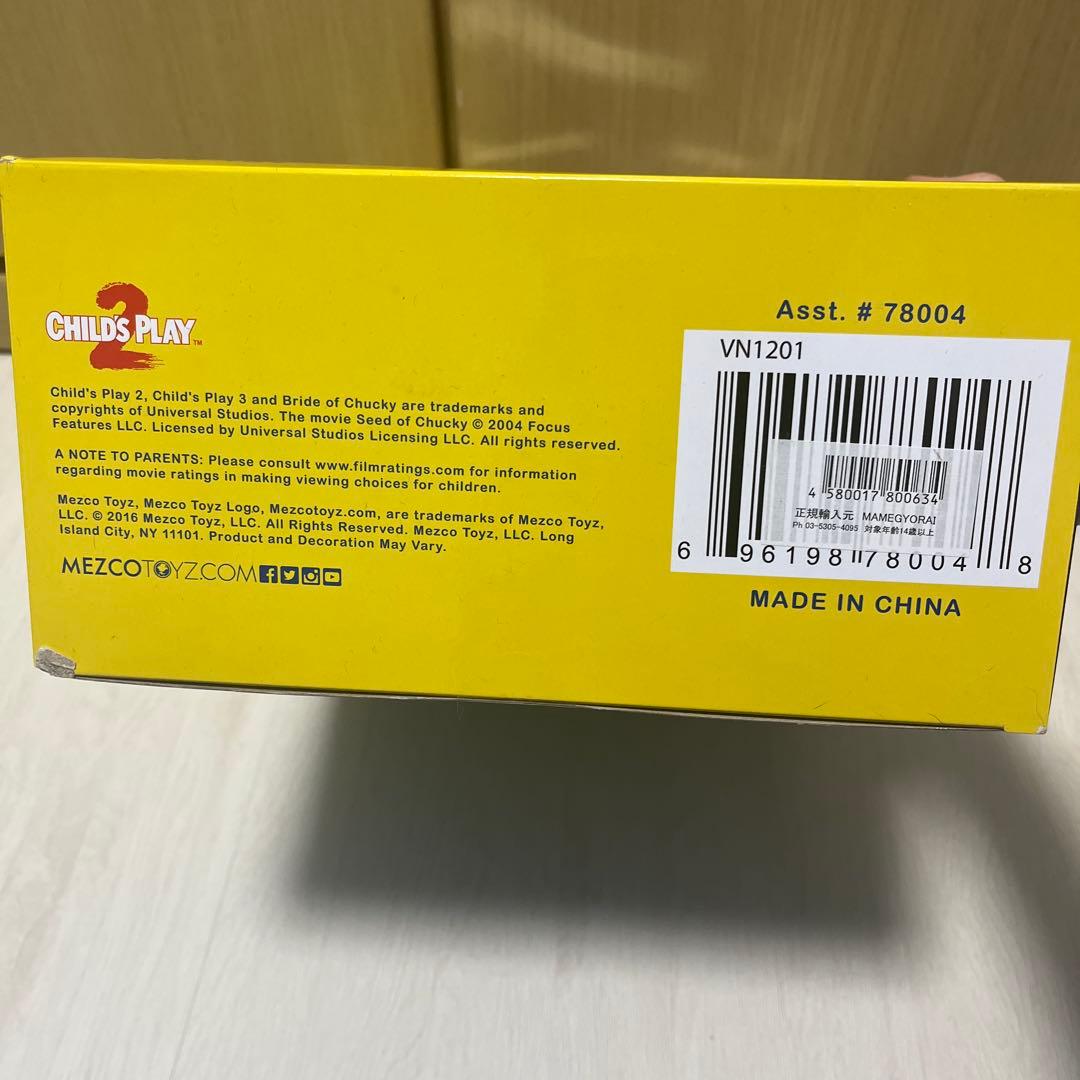 2
CHILD'S PLAY™
Child's Play 2, Child's Play 3 and Bride of Chucky are trademarks and
copyrights of Universal Studios. The movie Seed of Chucky © 2004 Focus
Features LLC. Licensed by Universal Studios Licensing LLC. All rights reserved.
A NOTE TO PARENTS: Please consult www.filmratings.com for information
regarding movie ratings in making viewing choices for children.
Mezco Toyz, Mezco Toyz Logo, Mezcotoyz.com, are trademarks of Mezco Toyz,
LLC. © 2016 Mezco Toyz, LLC. All Rights Reserved. Mezco Toyz, LLC. Long
Island City, NY 11101. Product and Decoration May Vary.
MEZCOTOYZ.COM
Asst. # 78004
VN1201
4 580017 800634
正規輸入元 MAMEGYORAI
Ph 03-5305-4095 対象年齢14歳以上
6 96198 78004 8
MADE IN CHINA